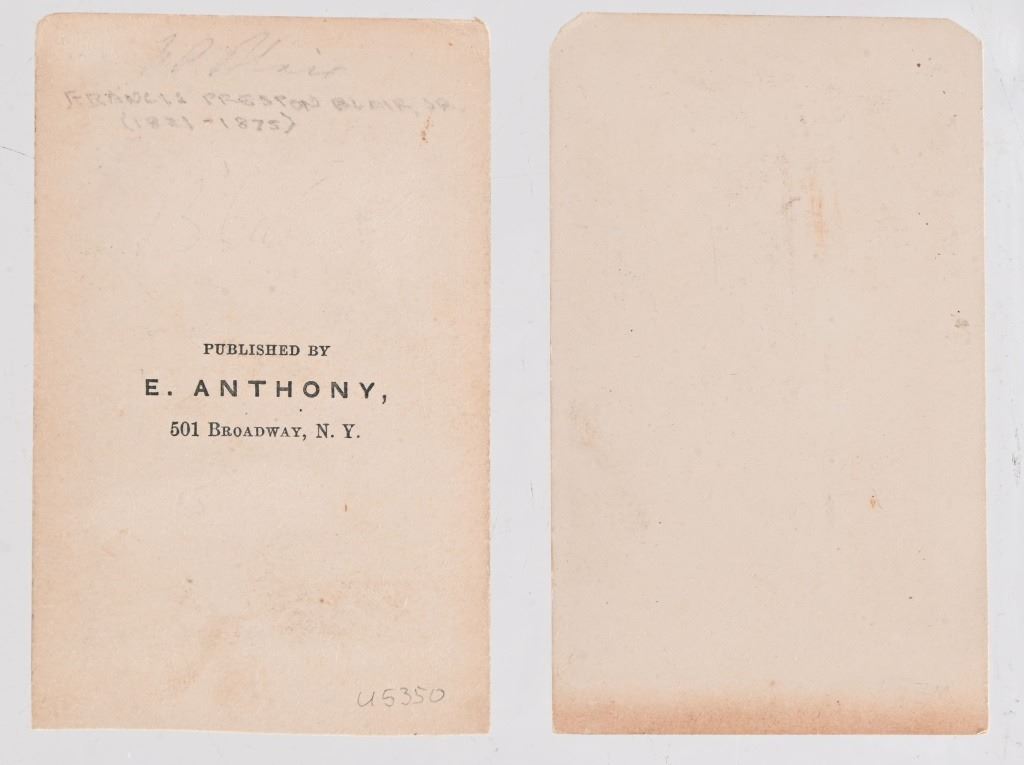 F P Blair
FRANCIS PRESTON BLAIR, JR.
(1821-1875)
PUBLISHED BY
E. ANTHONY,
501 BROADWAY, N. Y.
U5350